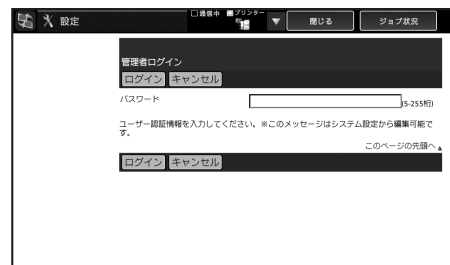 設定
□通信中 ■プリンター
▼
閉じる
ジョブ状況
管理者ログイン
ログイン キャンセル
パスワード (5-255桁)
ユーザー認証情報を入力してください。※このメッセージはシステム設定から編集可能で
す。
このページの先頭へ▲
ログイン キャンセル